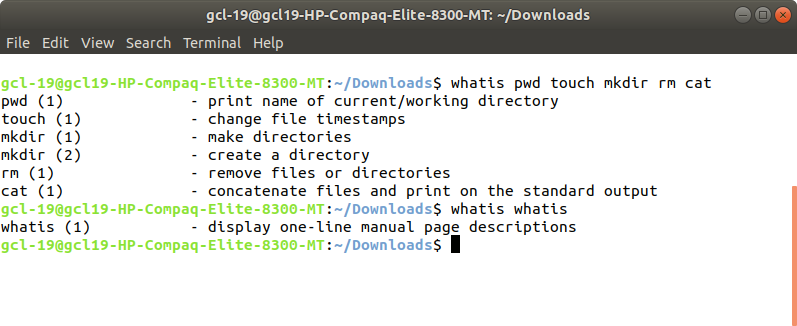 gcl-19@gcl19-HP-Compaq-Elite-8300-MT: ~/Downloads
File Edit View Search Terminal Help
gcl-19@gcl19-HP-Compaq-Elite-8300-MT:~/Downloads$ whatis pwd touch mkdir rm cat
pwd (1)              - print name of current/working directory
touch (1)            - change file timestamps
mkdir (1)            - make directories
mkdir (2)            - create a directory
rm (1)               - remove files or directories
cat (1)              - concatenate files and print on the standard output
gcl-19@gcl19-HP-Compaq-Elite-8300-MT:~/Downloads$ whatis whatis
whatis (1)           - display one-line manual page descriptions
gcl-19@gcl19-HP-Compaq-Elite-8300-MT:~/Downloads$